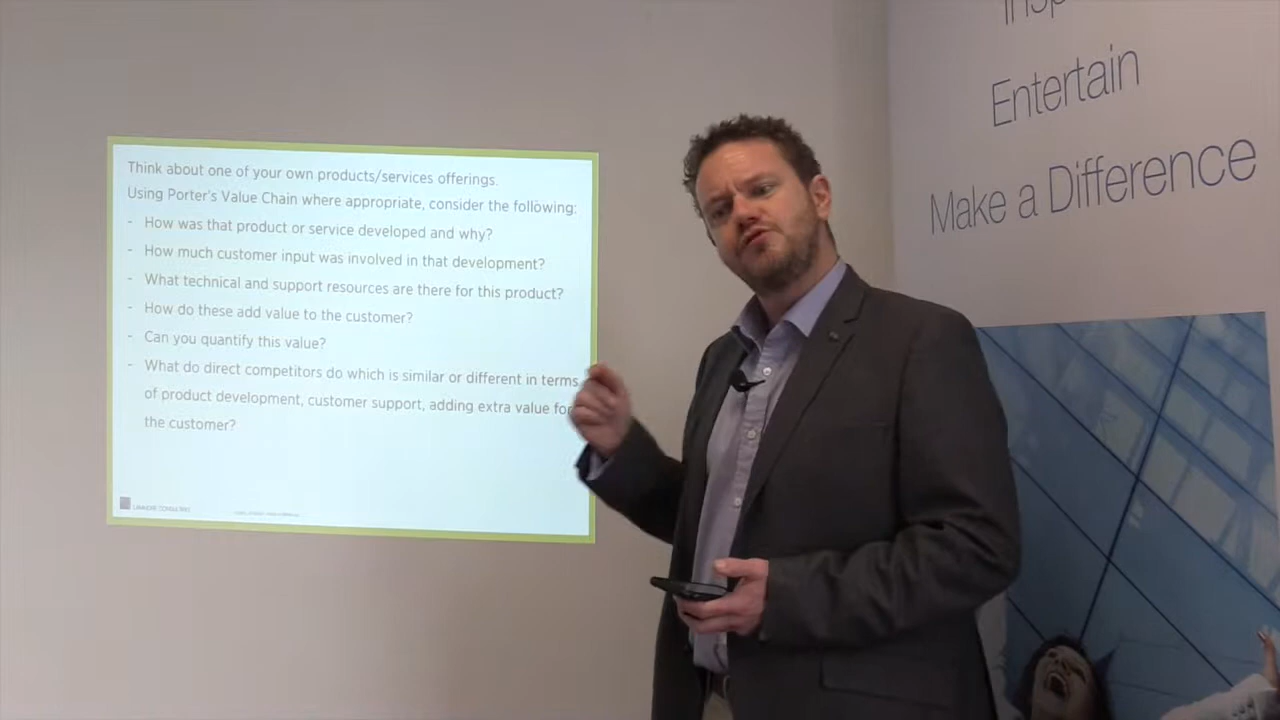 Think about one of your own products/services offerings.
Using Porter's Value Chain where appropriate, consider the following:
- How was that product or service developed and why?
- How much customer input was involved in that development?
- What technical and support resources are there for this product?
- How do these add value to the customer?
- Can you quantify this value?
- What do direct competitors do which is similar or different in terms
of product development, customer support, adding extra value for
the customer?
Entertain
Make a Difference